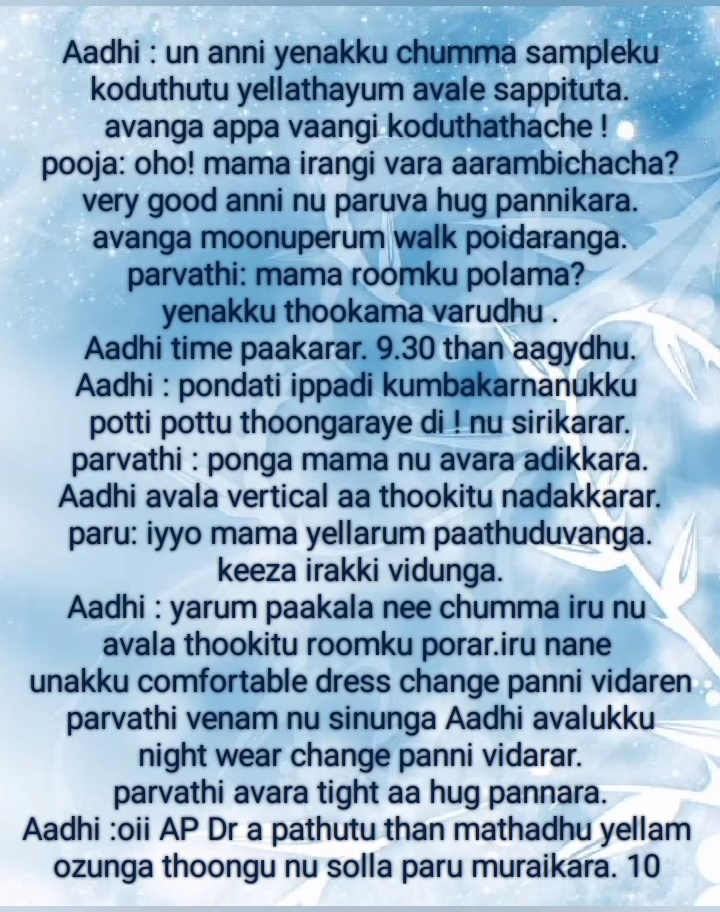 Aadhi : un anni yenakku chumma sampleku
koduthutu yellathayum avale sappituta.
avanga appa vaangi koduthathache !
pooja: oho! mama irangi vara aarambichacha?
very good anni nu paruva hug pannikara.
avanga moonuperum walk poidaranga.
parvathi: mama roomku polama?
yenakku thookama varudhu .
Aadhi time paakarar. 9.30 than aagydhu.
Aadhi : pondati ippadi kumbakarnanukku
potti pottu thoongaraye di ! nu sirikarar.
parvathi : ponga mama nu avara adikkara.
Aadhi avala vertical aa thookitu nadakkarar.
paru: iyyo mama yellarum paathuduvanga.
keeza irakki vidunga.
Aadhi : yarum paakala nee chumma iru nu
avala thookitu roomku porar.iru nane
unakku comfortable dress change panni vidaren
parvathi venam nu sinunga Aadhi avalukku
night wear change panni vidarar.
parvathi avara tight aa hug pannara.
Aadhi :oii AP Dr a pathutu than mathadhu yellam
ozunga thoongu nu solla paru muraikara. 10